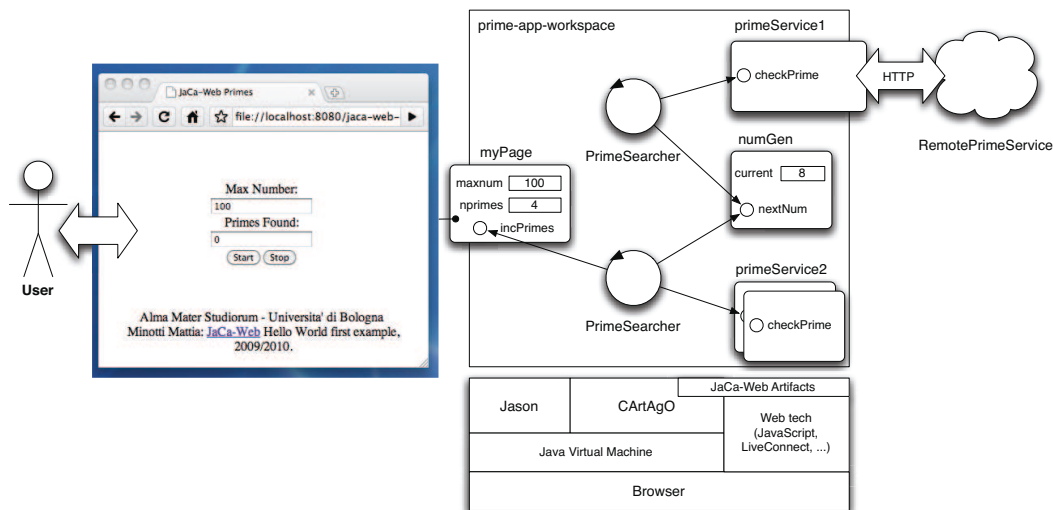 User
JaCa-Web Primes
file://localhost:8080/jaca-web-
Max Number:
100
Primes Found:
0
Start Stop
Alma Mater Studiorum - Universita' di Bologna
Minotti Mattia: JaCa-Web Hello World first example,
2009/2010.
prime-app-workspace
myPage
maxnum 100
nprimes 4
incPrimes
PrimeSearcher
PrimeSearcher
primeService1
checkPrime
HTTP
RemotePrimeService
numGen
current 8
nextNum
primeService2
checkPrime
JaCa-Web Artifacts
Jason
CArtAgO
Web tech
(JavaScript,
LiveConnect, ...)
Java Virtual Machine
Browser